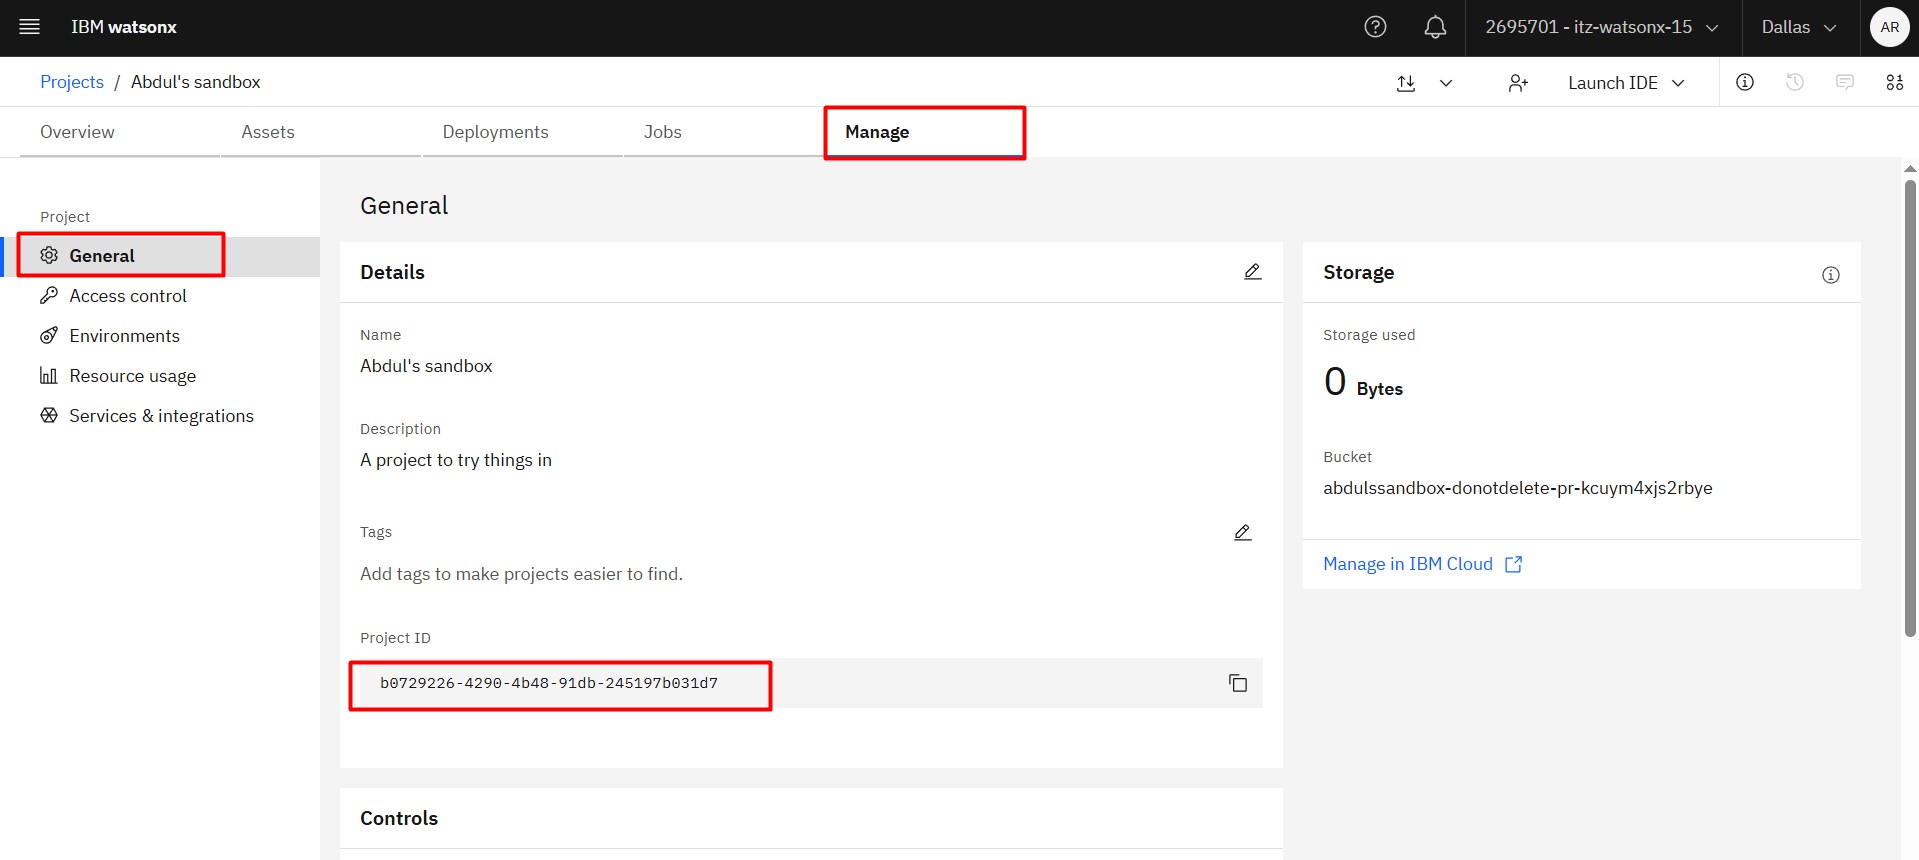 IBM watsonx
2695701 - itz-watsonx-15
Dallas
AR
Projects / Abdul's sandbox
Launch IDE
Overview
Assets
Deployments
Jobs
Manage
Project
General
Access control
Environments
Resource usage
Services & integrations
General
Details
Name
Abdul's sandbox
Description
A project to try things in
Tags
Add tags to make projects easier to find.
Project ID
b0729226-4290-4b48-91db-245197b031d7
Controls
Storage
Storage used
0 Bytes
Bucket
abdulssandbox-donotdelete-pr-kcuym4xjs2rbye
Manage in IBM Cloud